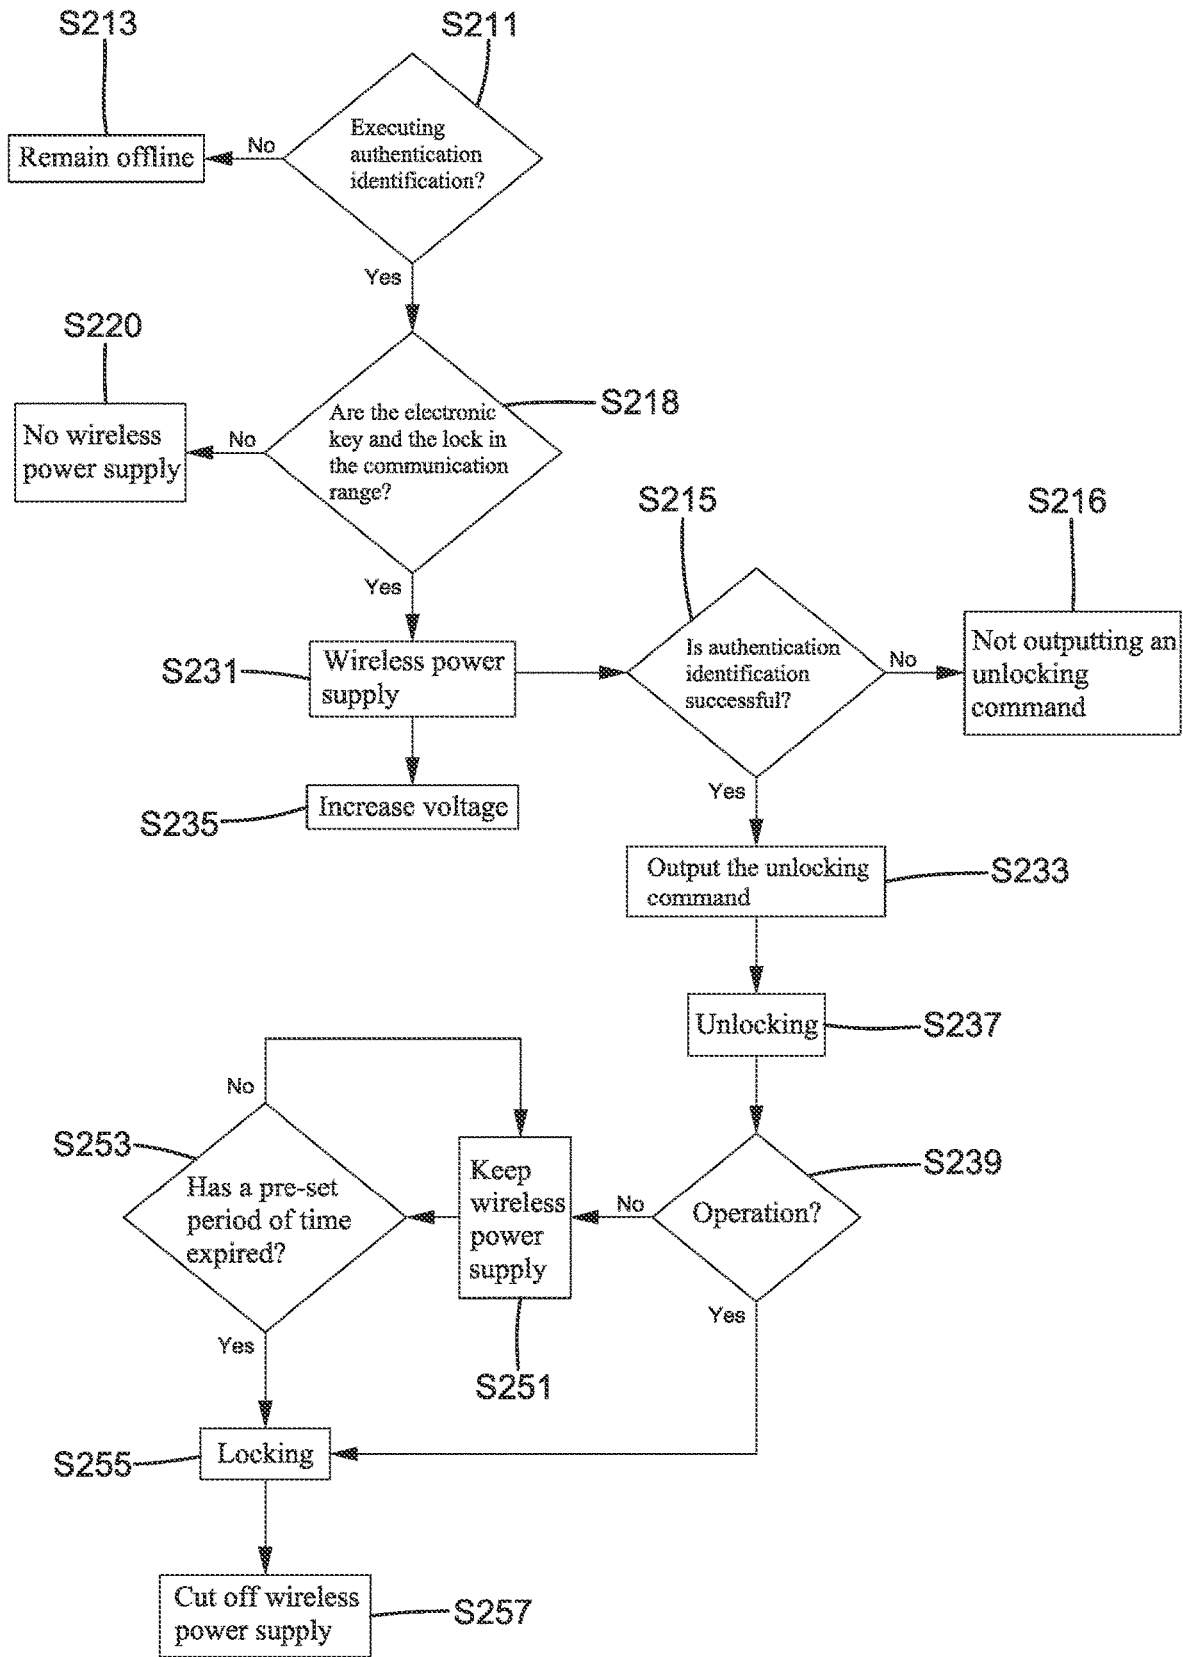 S213
S211
Executing
authentication
identification?
No
Remain offline
Yes
S220
S218
Are the electronic
key and the lock in
the communication
range?
No
No wireless
power supply
Yes
S215
S216
S231
Wireless power
supply
Is authentication
identification
successful?
No
Not outputting an
unlocking
command
S235
Increase voltage
Yes
Output the unlocking
command
S233
Unlocking
S237
No
S253
Has a pre-set
period of time
expired?
Keep
wireless
power
supply
No
Operation?
S239
Yes
Yes
S251
S255
Locking
Cut off wireless
power supply
S257